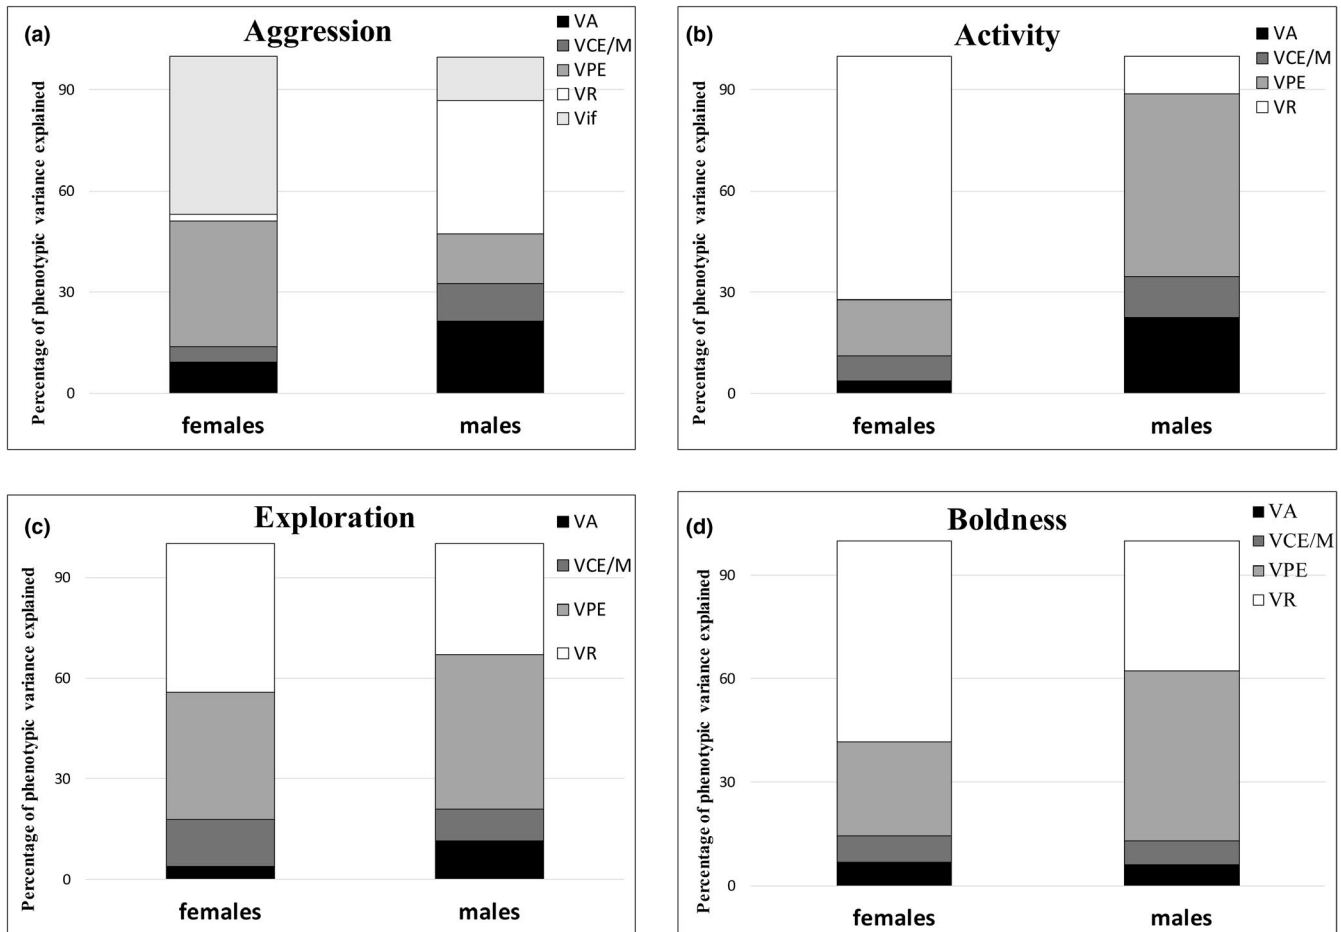 (a)
Aggression
VA
VCE/M
VPE
VR
Vif
Percentage of phenotypic variance explained
90
60
30
0
females
males
(b)
Activity
VA
VCE/M
VPE
VR
Percentage of phenotypic variance explained
90
60
30
0
females
males
(c)
Exploration
VA
VCE/M
VPE
VR
Percentage of phenotypic variance explained
90
60
30
0
females
males
(d)
Boldness
VA
VCE/M
VPE
VR
Percentage of phenotypic variance explained
90
60
30
0
females
males